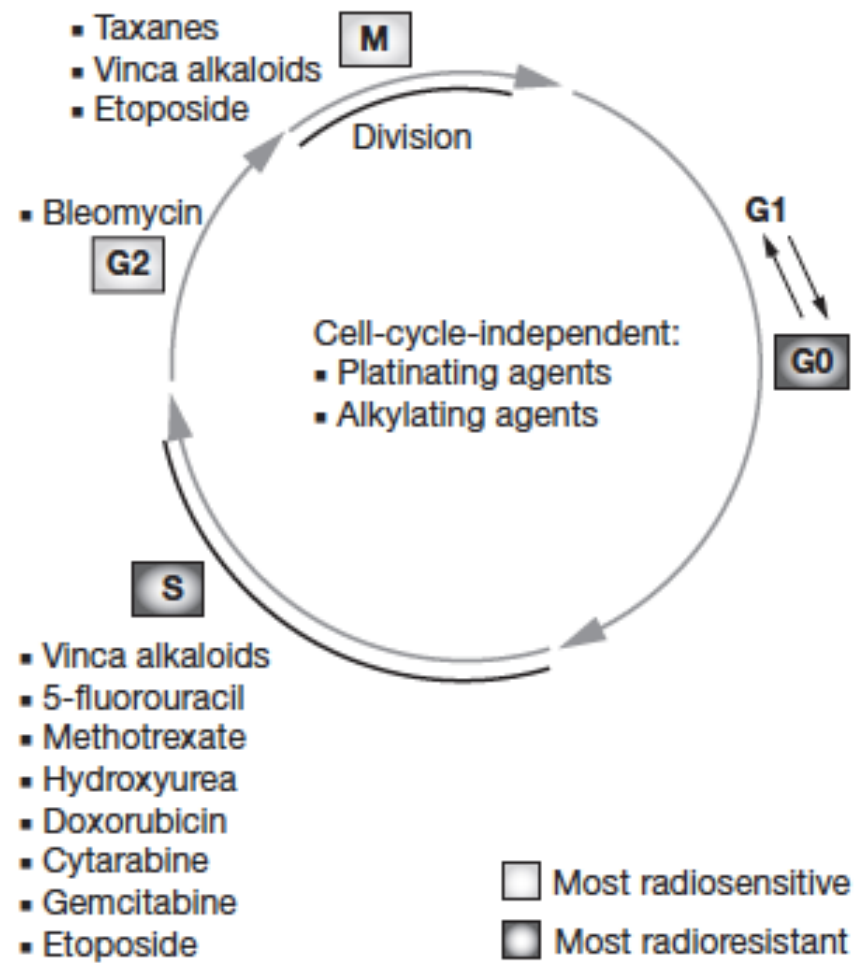 ▪ Taxanes
▪ Vinca alkaloids
▪ Etoposide
M
Division
▪ Bleomycin
G2
G1
G0
Cell-cycle-independent:
▪ Platinating agents
▪ Alkylating agents
S
▪ Vinca alkaloids
▪ 5-fluorouracil
▪ Methotrexate
▪ Hydroxyurea
▪ Doxorubicin
▪ Cytarabine
▪ Gemcitabine
▪ Etoposide
Most radiosensitive
Most radioresistant